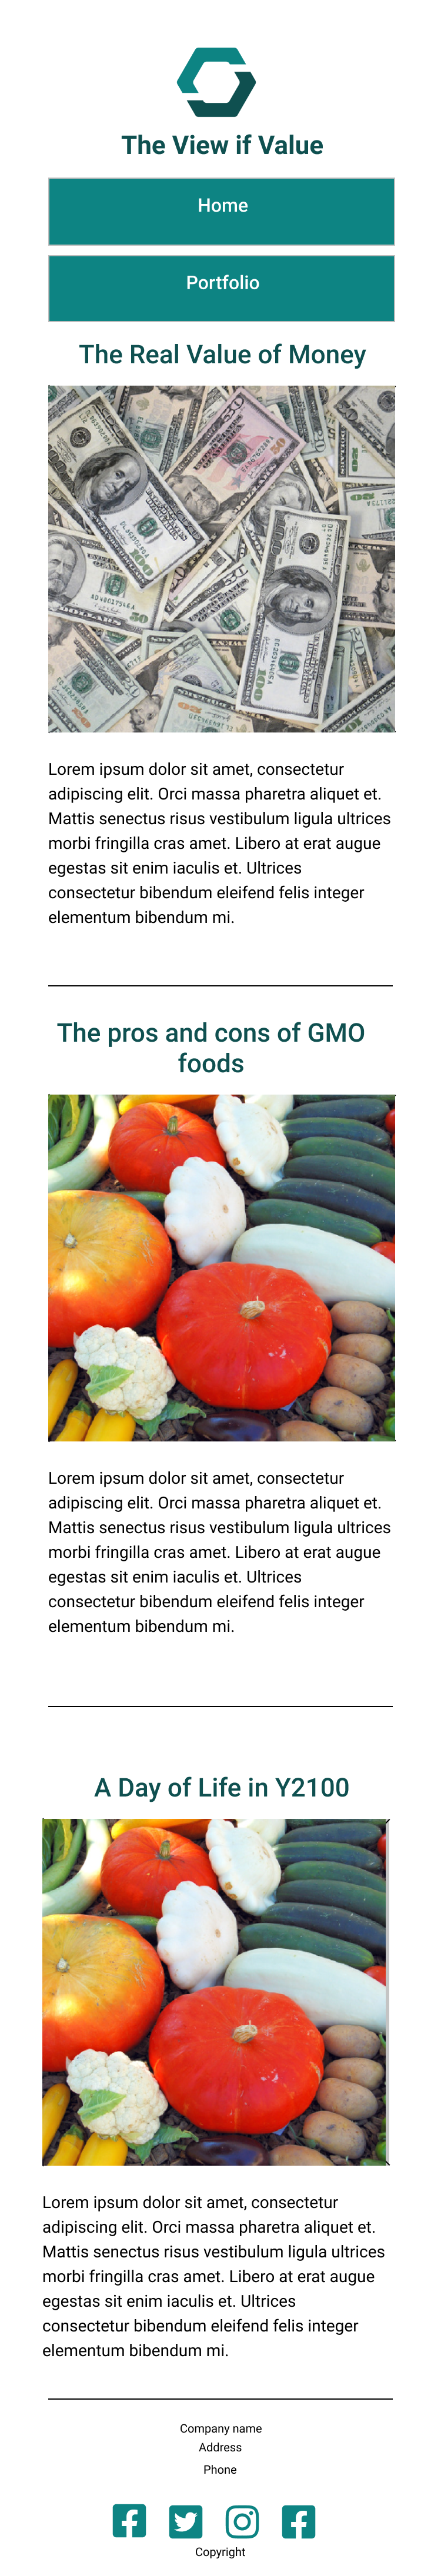 The View if Value
Home
Portfolio
The Real Value of Money
Lorem ipsum dolor sit amet, consectetur
adipiscing elit. Orci massa pharetra aliquet et.
Mattis senectus risus vestibulum ligula ultrices
morbi fringilla cras amet. Libero at erat augue
egestas sit enim iaculis et. Ultrices
consectetur bibendum eleifend felis integer
elementum bibendum mi.
The pros and cons of GMO
foods
Lorem ipsum dolor sit amet, consectetur
adipiscing elit. Orci massa pharetra aliquet et.
Mattis senectus risus vestibulum ligula ultrices
morbi fringilla cras amet. Libero at erat augue
egestas sit enim iaculis et. Ultrices
consectetur bibendum eleifend felis integer
elementum bibendum mi.
A Day of Life in Y2100
Lorem ipsum dolor sit amet, consectetur
adipiscing elit. Orci massa pharetra aliquet et.
Mattis senectus risus vestibulum ligula ultrices
morbi fringilla cras amet. Libero at erat augue
egestas sit enim iaculis et. Ultrices
consectetur bibendum eleifend felis integer
elementum bibendum mi.
Company name
Address
Phone
Copyright